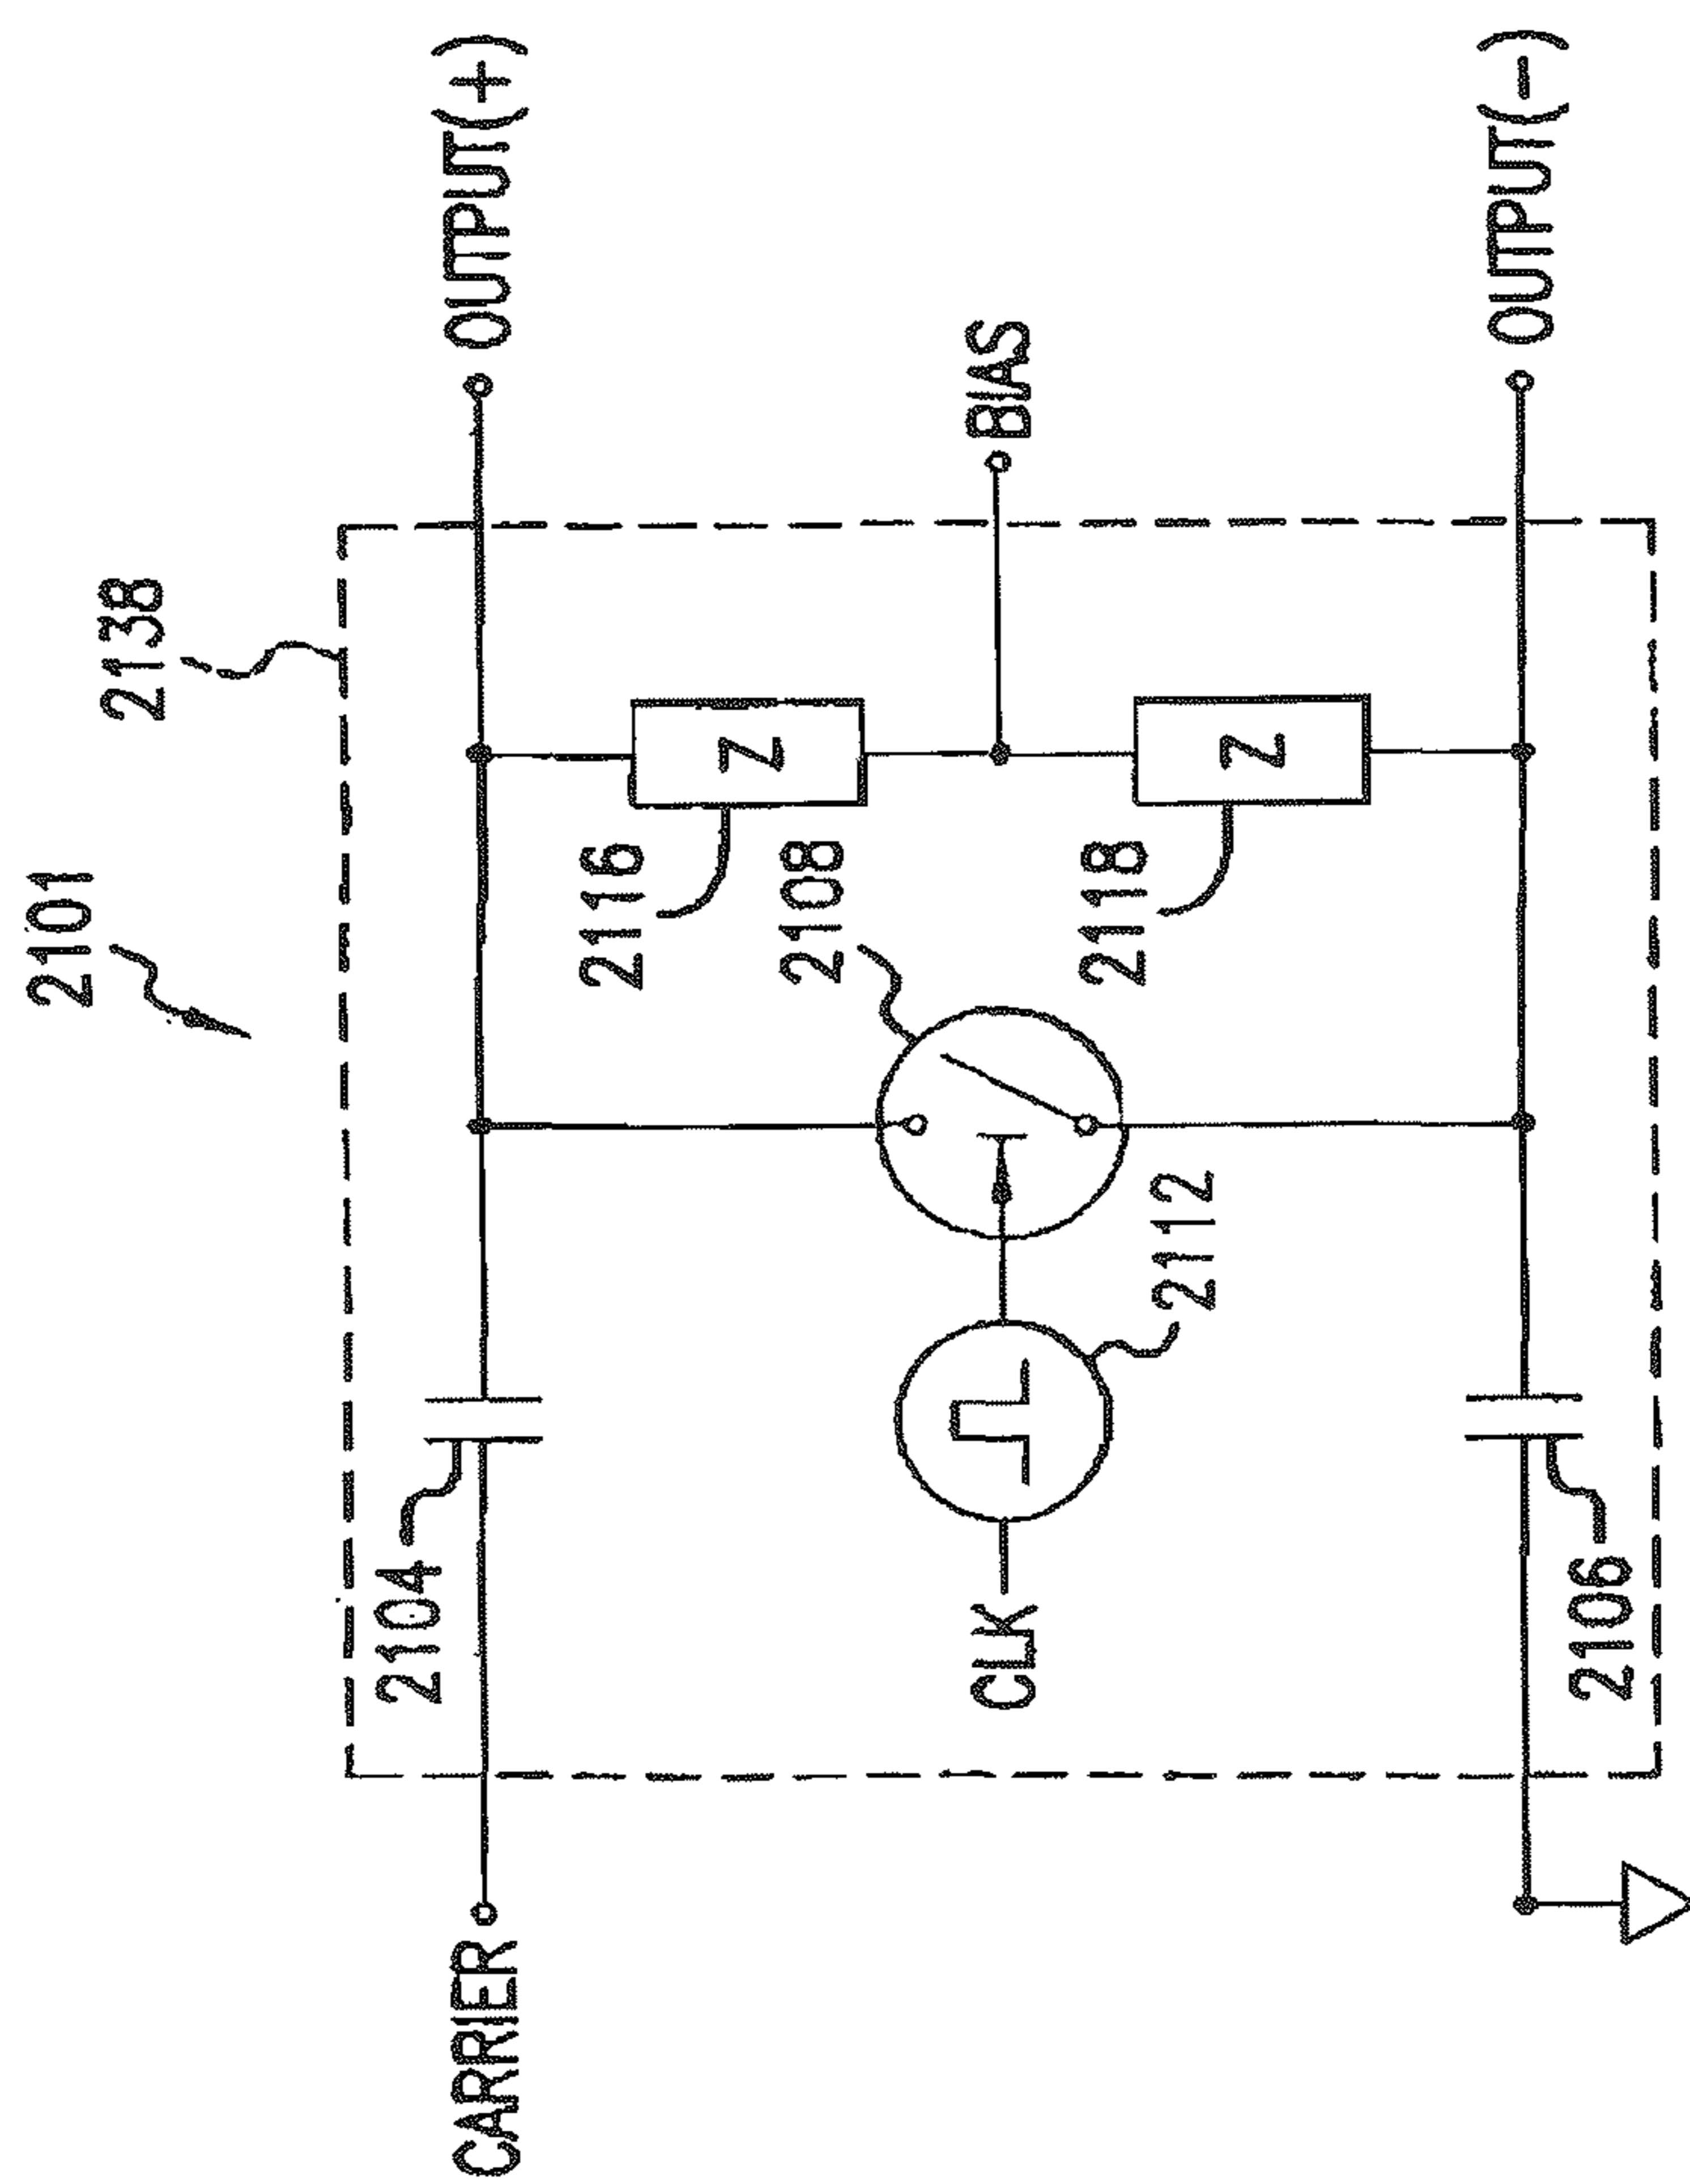 2101
2138
CARRIER
2104
OUTPUT(+)
2116
Z
2108
CLK
2112
BIAS
2118
Z
2106
OUTPUT(-)